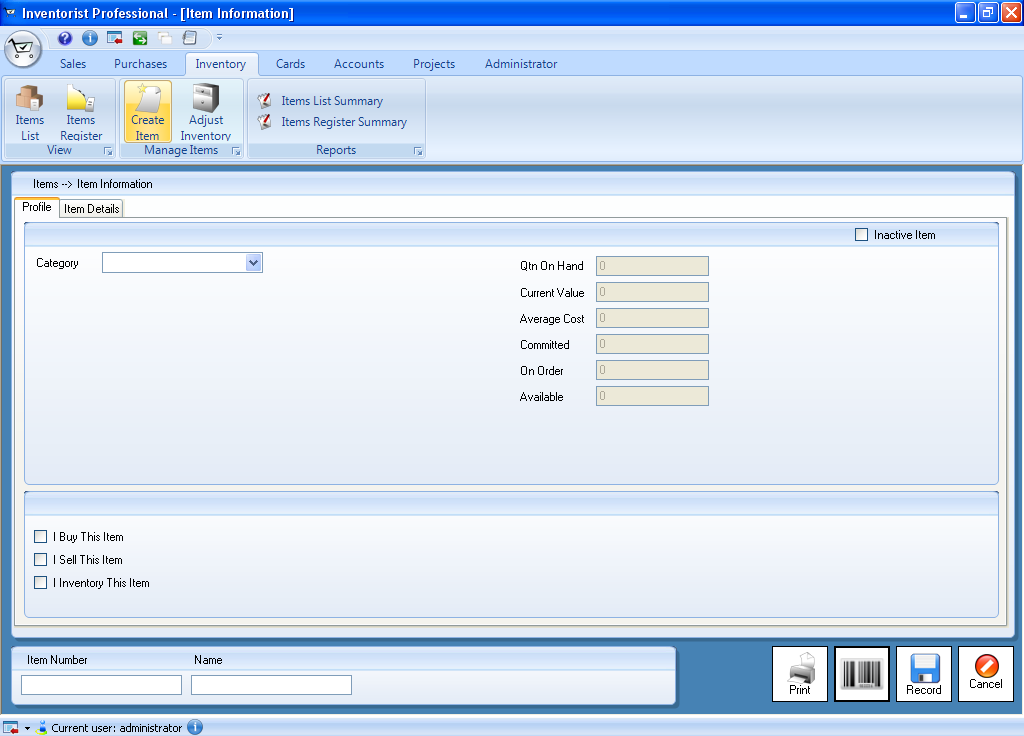 Inventorist Professional - [Item Information]
Sales Purchases Inventory Cards Accounts Projects Administrator
Items List
Items Register
Create Item
Adjust Inventory
Items List Summary
Items Register Summary
View
Manage Items
Reports
Items --> Item Information
Profile Item Details
Inactive Item
Category
Qtn On Hand 0
Current Value 0
Average Cost 0
Committed 0
On Order 0
Available 0
I Buy This Item
I Sell This Item
I Inventory This Item
Item Number Name
Print
Record
Cancel
Current user: administrator